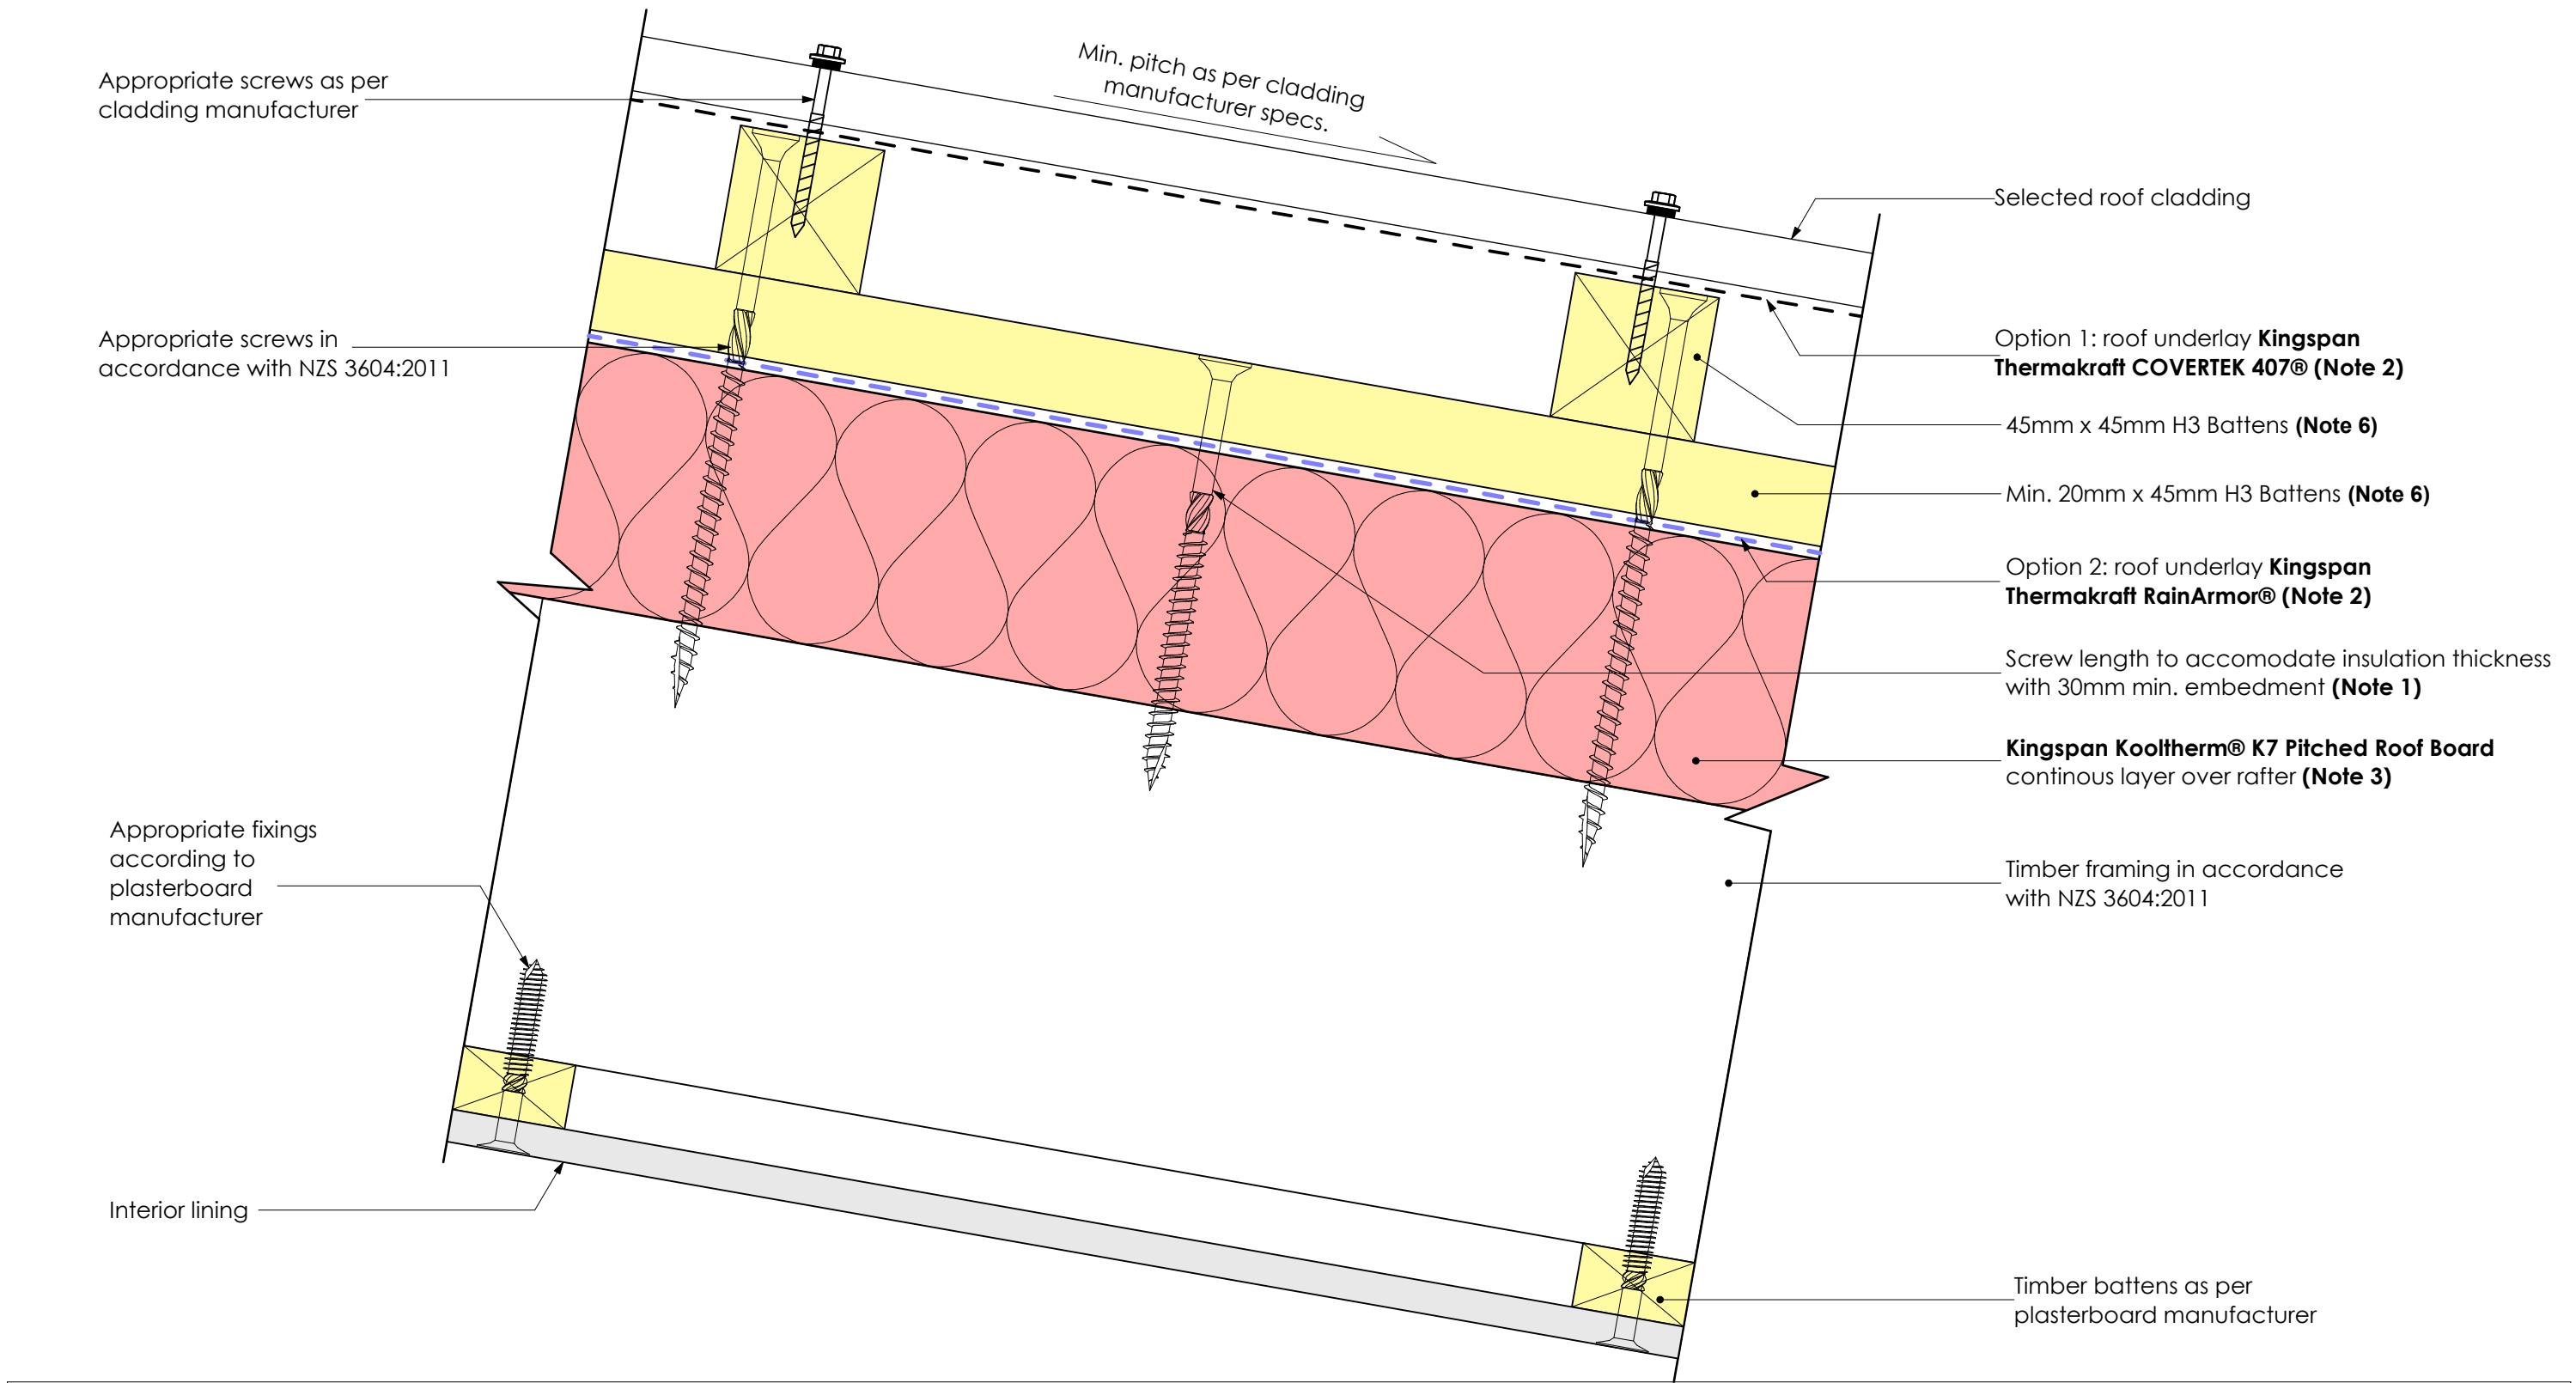 Appropriate screws as per
cladding manufacturer
Min. pitch as per cladding
manufacturer specs.
Selected roof cladding
Appropriate screws in
accordance with NZS 3604:2011
Option 1: roof underlay Kingspan
Thermakraft COVERTEK 407® (Note 2)
45mm x 45mm H3 Battens (Note 6)
Min. 20mm x 45mm H3 Battens (Note 6)
Option 2: roof underlay Kingspan
Thermakraft RainArmor® (Note 2)
Screw length to accomodate insulation thickness
with 30mm min. embedment (Note 1)
Kingspan Kooltherm® K7 Pitched Roof Board
continous layer over rafter (Note 3)
Appropriate fixings
according to
plasterboard
manufacturer
Timber framing in accordance
with NZS 3604:2011
Interior lining
Timber battens as per
plasterboard manufacturer